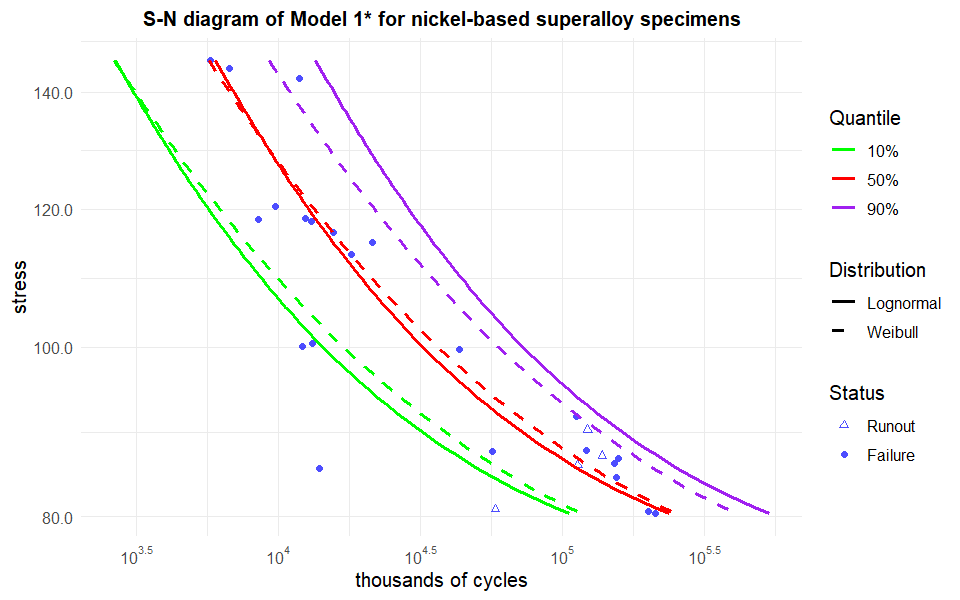 S-N diagram of Model 1* for nickel-based superalloy specimens
140.0
120.0
100.0
80.0
stress
10^3.5
10^4
10^4.5
10^5
10^5.5
thousands of cycles
Quantile
10%
50%
90%
Distribution
Lognormal
Weibull
Status
Runout
Failure